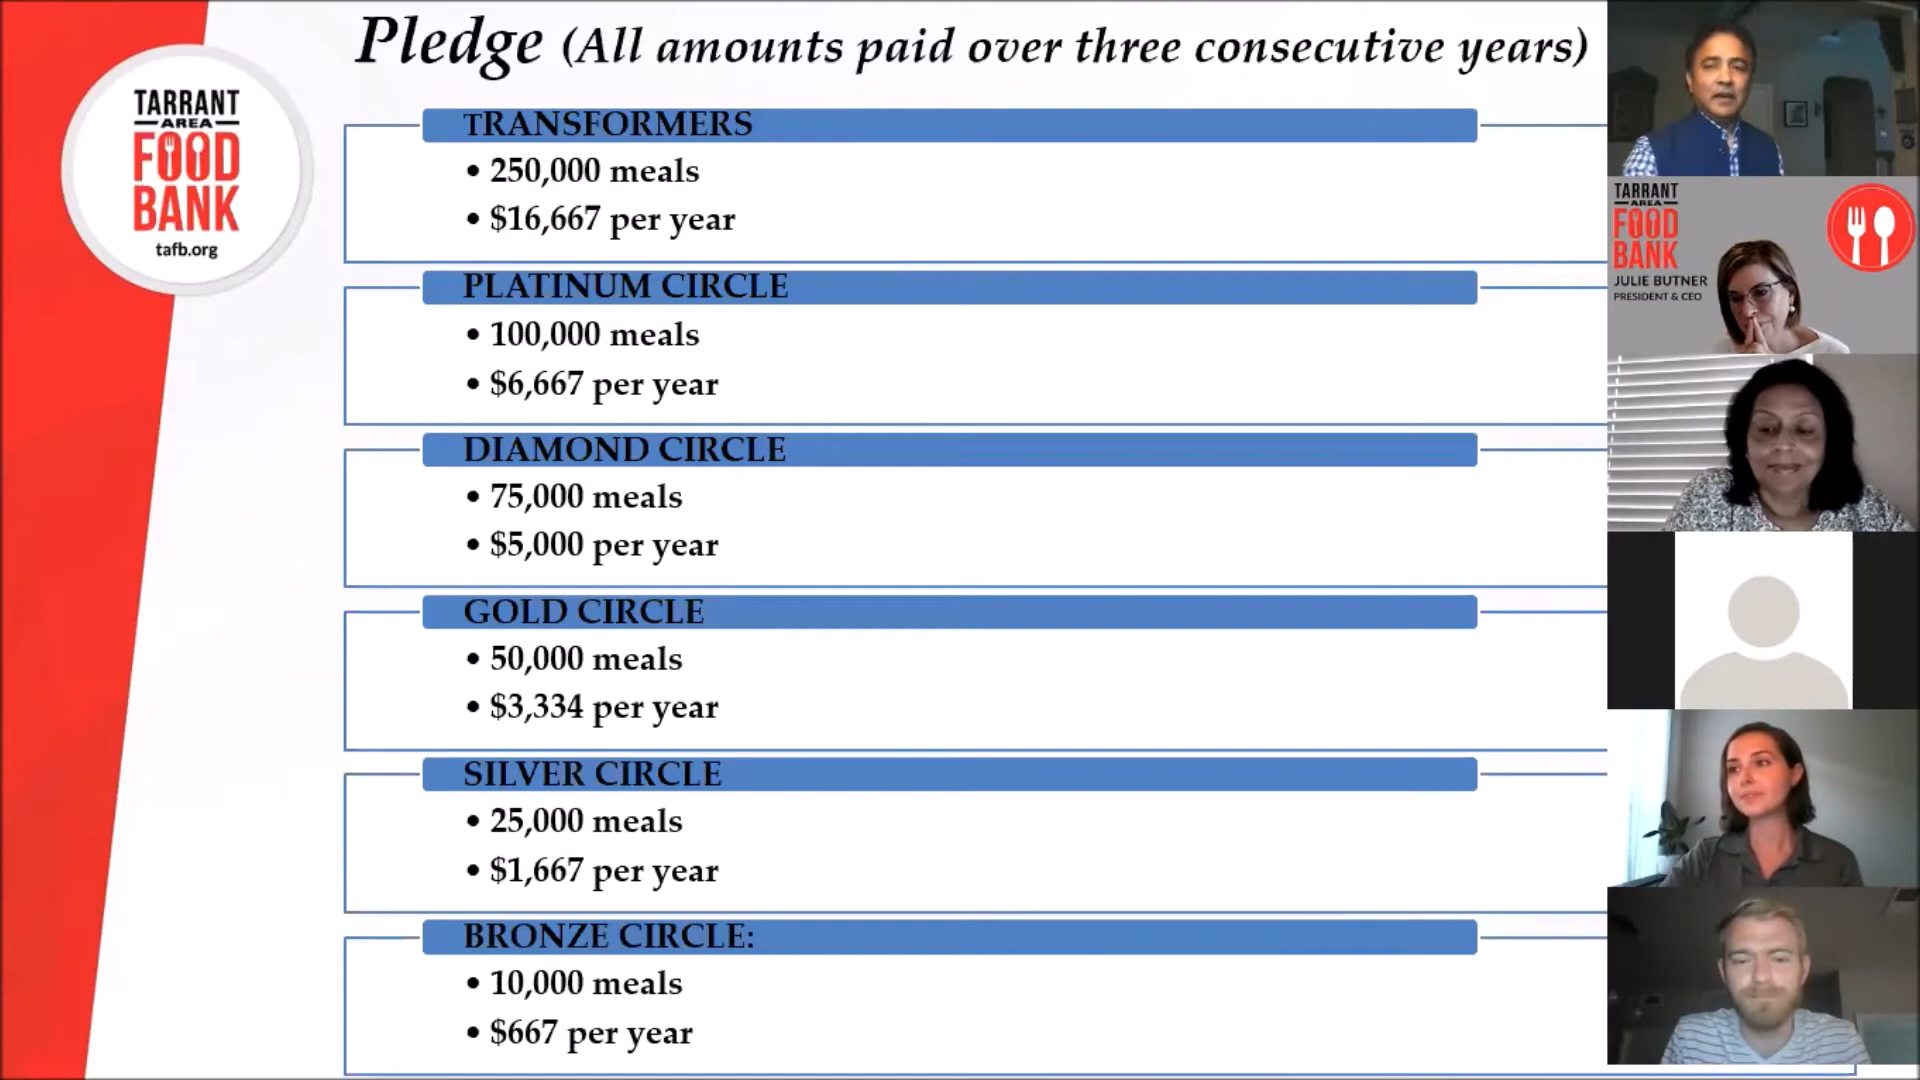 Pledge (All amounts paid over three consecutive years)
TARRANT
AREA
FOOD
BANK
tafb.org
TRANSFORMERS
• 250,000 meals
• $16,667 per year
PLATINUM CIRCLE
• 100,000 meals
• $6,667 per year
DIAMOND CIRCLE
• 75,000 meals
• $5,000 per year
GOLD CIRCLE
• 50,000 meals
• $3,334 per year
SILVER CIRCLE
• 25,000 meals
• $1,667 per year
BRONZE CIRCLE:
• 10,000 meals
• $667 per year
TARRANT
AREA
FOOD
BANK
JULIE BUTNER
PRESIDENT & CEO